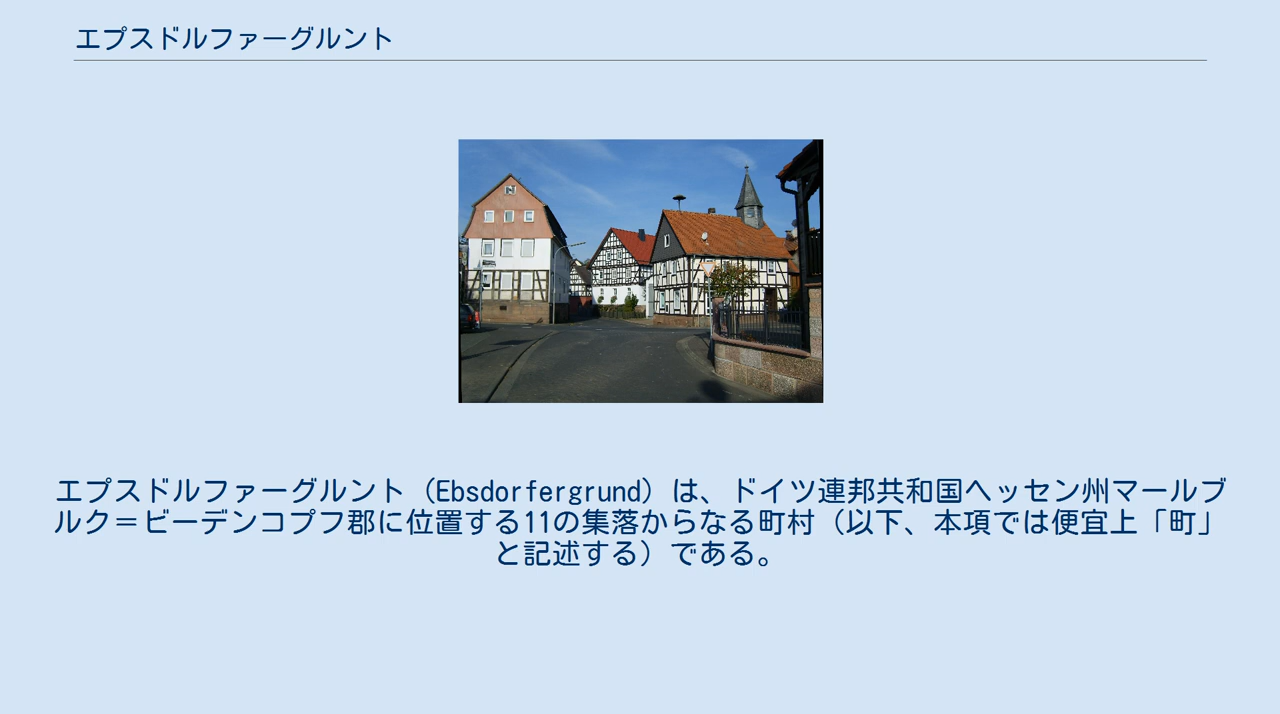 エプスドルファーグルント
エプスドルファーグルント（Ebsdorfergrund）は、ドイツ連邦共和国ヘッセン州マールブ
ルク＝ビーデンコプフ郡に位置する11の集落からなる町村（以下、本項では便宜上「町」
と記述する）である。